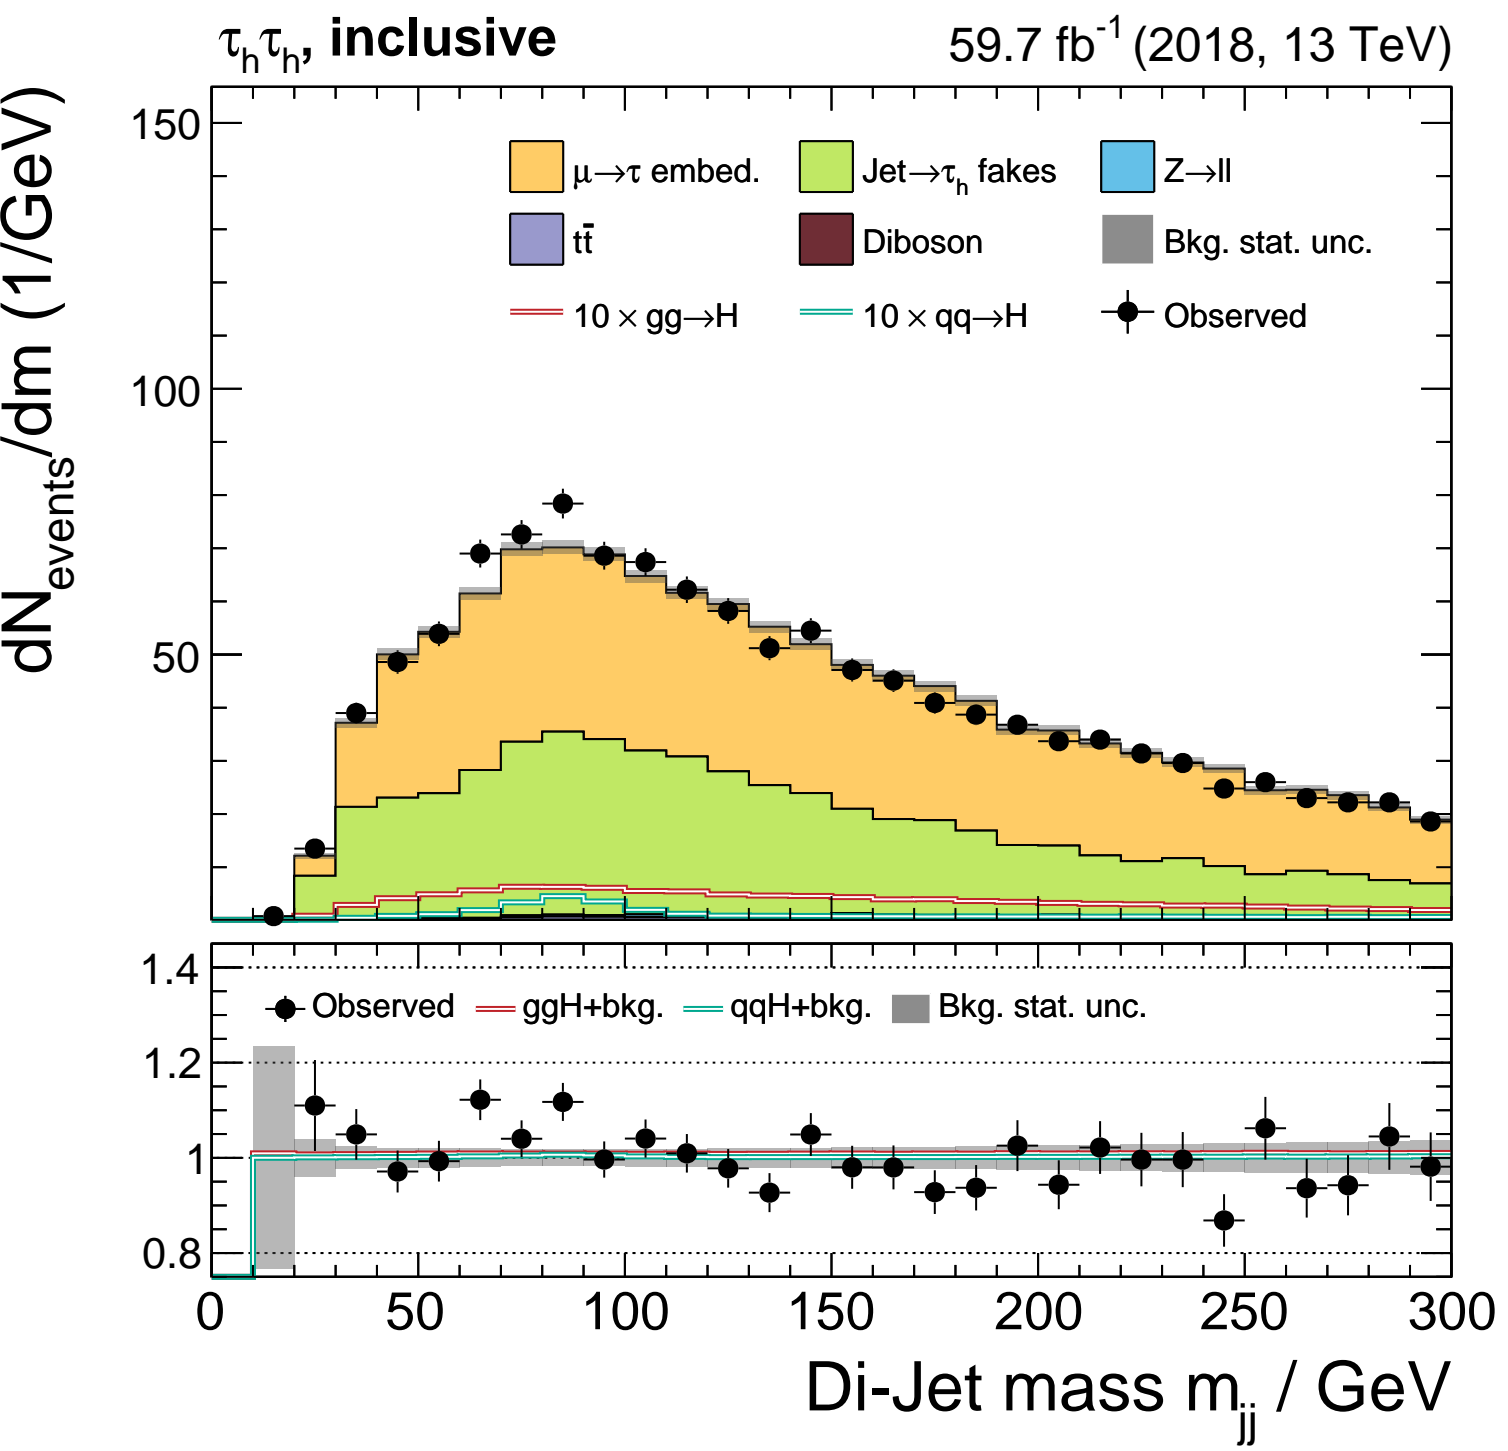 τhτh, inclusive
59.7 fb-1 (2018, 13 TeV)
dNevents/dm (1/GeV)
150
100
50
μ→τ embed.
Jet→τh fakes
Z→ll
tt̄
Diboson
Bkg. stat. unc.
10 × gg→H
10 × qq→H
Observed
1.4
1.2
1
0.8
Observed
ggH+bkg.
qqH+bkg.
Bkg. stat. unc.
0
50
100
150
200
250
300
Di-Jet mass mjj / GeV